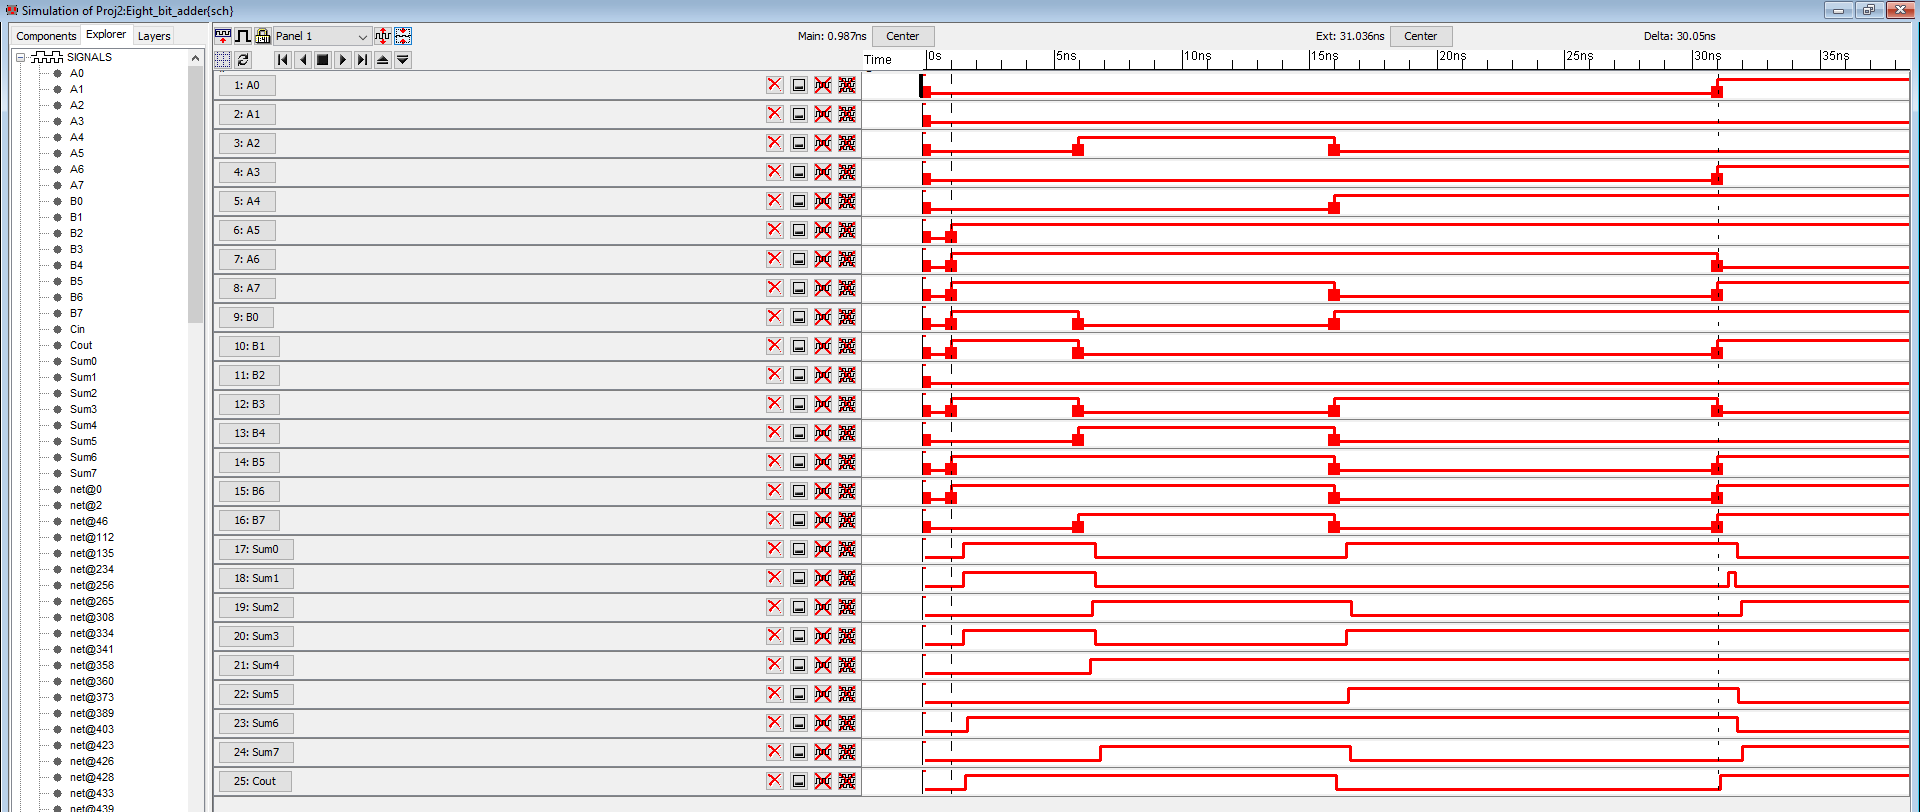 Simulation of Proj2:Eight_bit_adder{sch}
Components Explorer Layers
Panel 1
Main: 0.987ns Center Ext: 31.036ns Center Delta: 30.05ns
Time 0s 5ns 10ns 15ns 20ns 25ns 30ns 35ns
SIGNALS
A0
A1
A2
A3
A4
A5
A6
A7
B0
B1
B2
B3
B4
B5
B6
B7
Cin
Cout
Sum0
Sum1
Sum2
Sum3
Sum4
Sum5
Sum6
Sum7
net@0
net@2
net@46
net@112
net@135
net@234
net@256
net@265
net@308
net@334
net@341
net@358
net@360
net@373
net@389
net@403
net@423
net@426
net@428
net@433
net@439
1: A0
2: A1
3: A2
4: A3
5: A4
6: A5
7: A6
8: A7
9: B0
10: B1
11: B2
12: B3
13: B4
14: B5
15: B6
16: B7
17: Sum0
18: Sum1
19: Sum2
20: Sum3
21: Sum4
22: Sum5
23: Sum6
24: Sum7
25: Cout